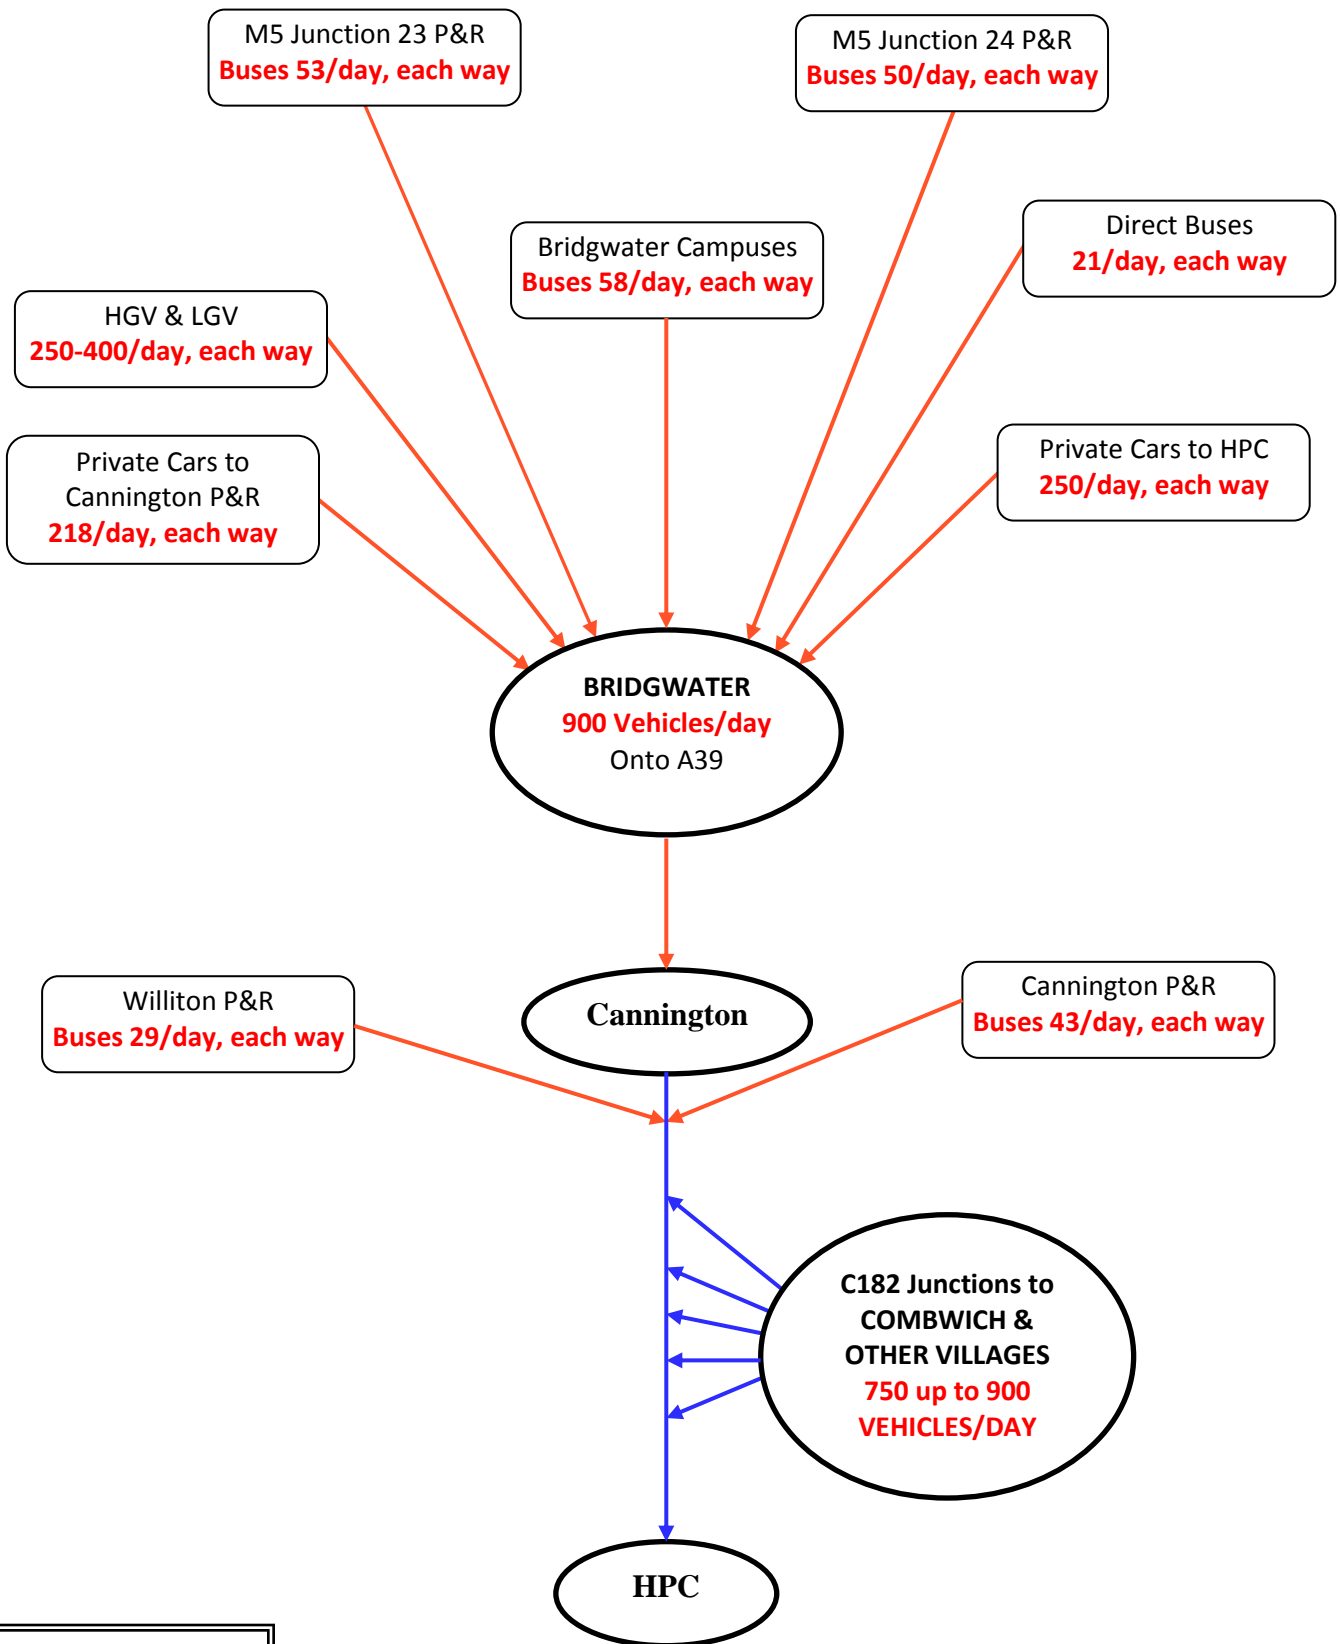 M5 Junction 23 P&R
Buses 53/day, each way
M5 Junction 24 P&R
Buses 50/day, each way
Direct Buses
21/day, each way
Bridgwater Campuses
Buses 58/day, each way
HGV & LGV
250-400/day, each way
Private Cars to HPC
250/day, each way
Private Cars to
Cannington P&R
218/day, each way
BRIDGWATER
900 Vehicles/day
Onto A39
Cannington
Williton P&R
Buses 29/day, each way
Cannington P&R
Buses 43/day, each way
C182 Junctions to
COMBWICH &
OTHER VILLAGES
750 up to 900
VEHICLES/DAY
HPC